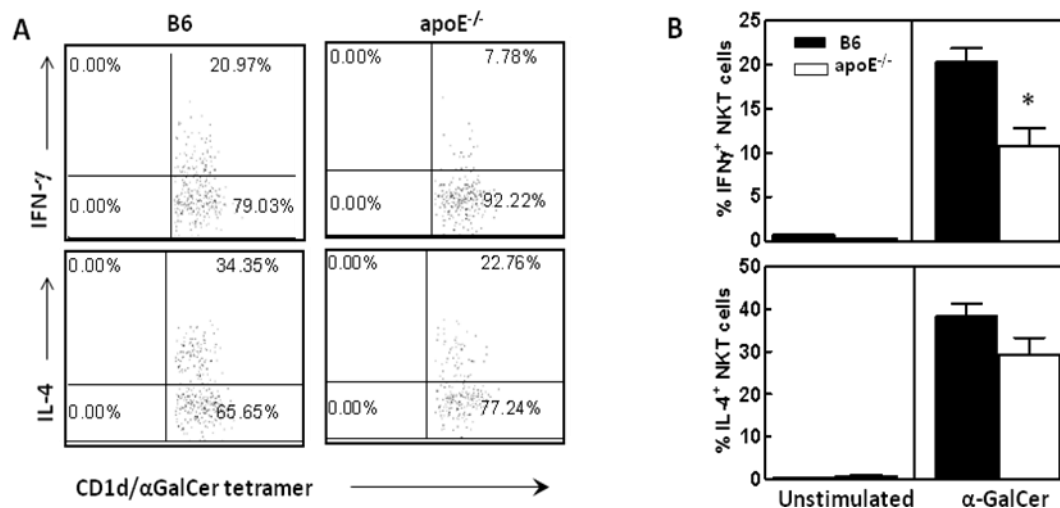 A
B6
apoE-/-
IFN-γ
0.00%
20.97%
0.00%
79.03%
0.00%
7.78%
0.00%
92.22%
IL-4
0.00%
34.35%
0.00%
65.65%
0.00%
22.76%
0.00%
77.24%
CD1d/αGalCer tetramer
B
B6
apoE-/-
% IFNγ+ NKT cells
25
20
15
10
5
0
*
% IL-4+ NKT cells
50
40
30
20
10
0
Unstimulated
α-GalCer